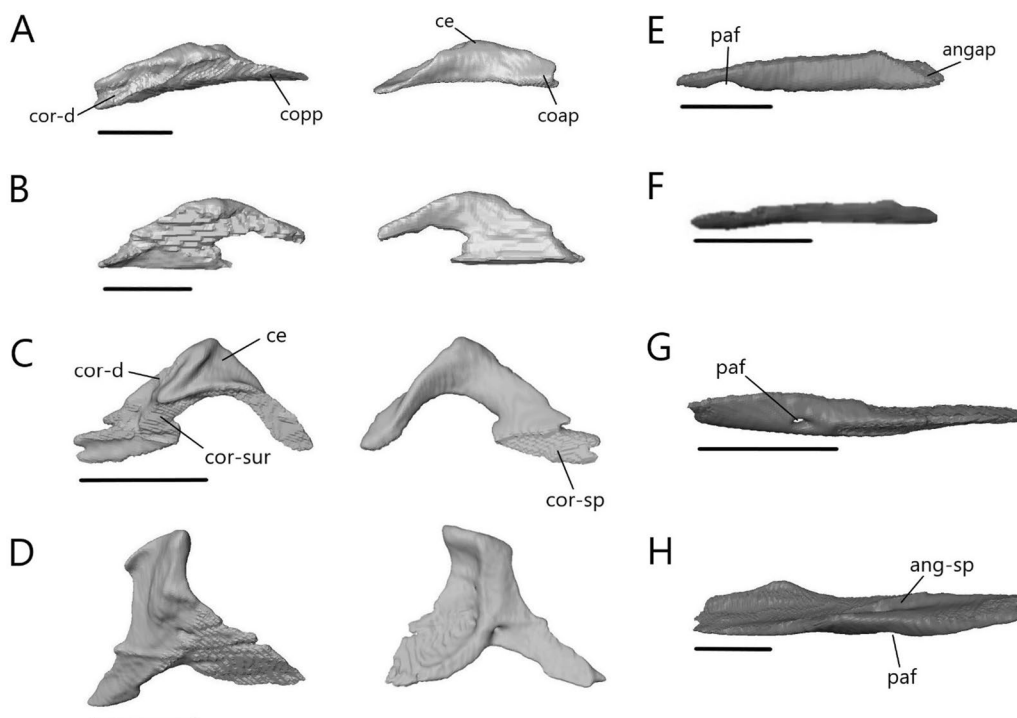 A
ce
cor-d
copp
coap
B
C
cor-d
ce
cor-sur
cor-sp
D
E
paf
angap
F
G
paf
H
ang-sp
paf